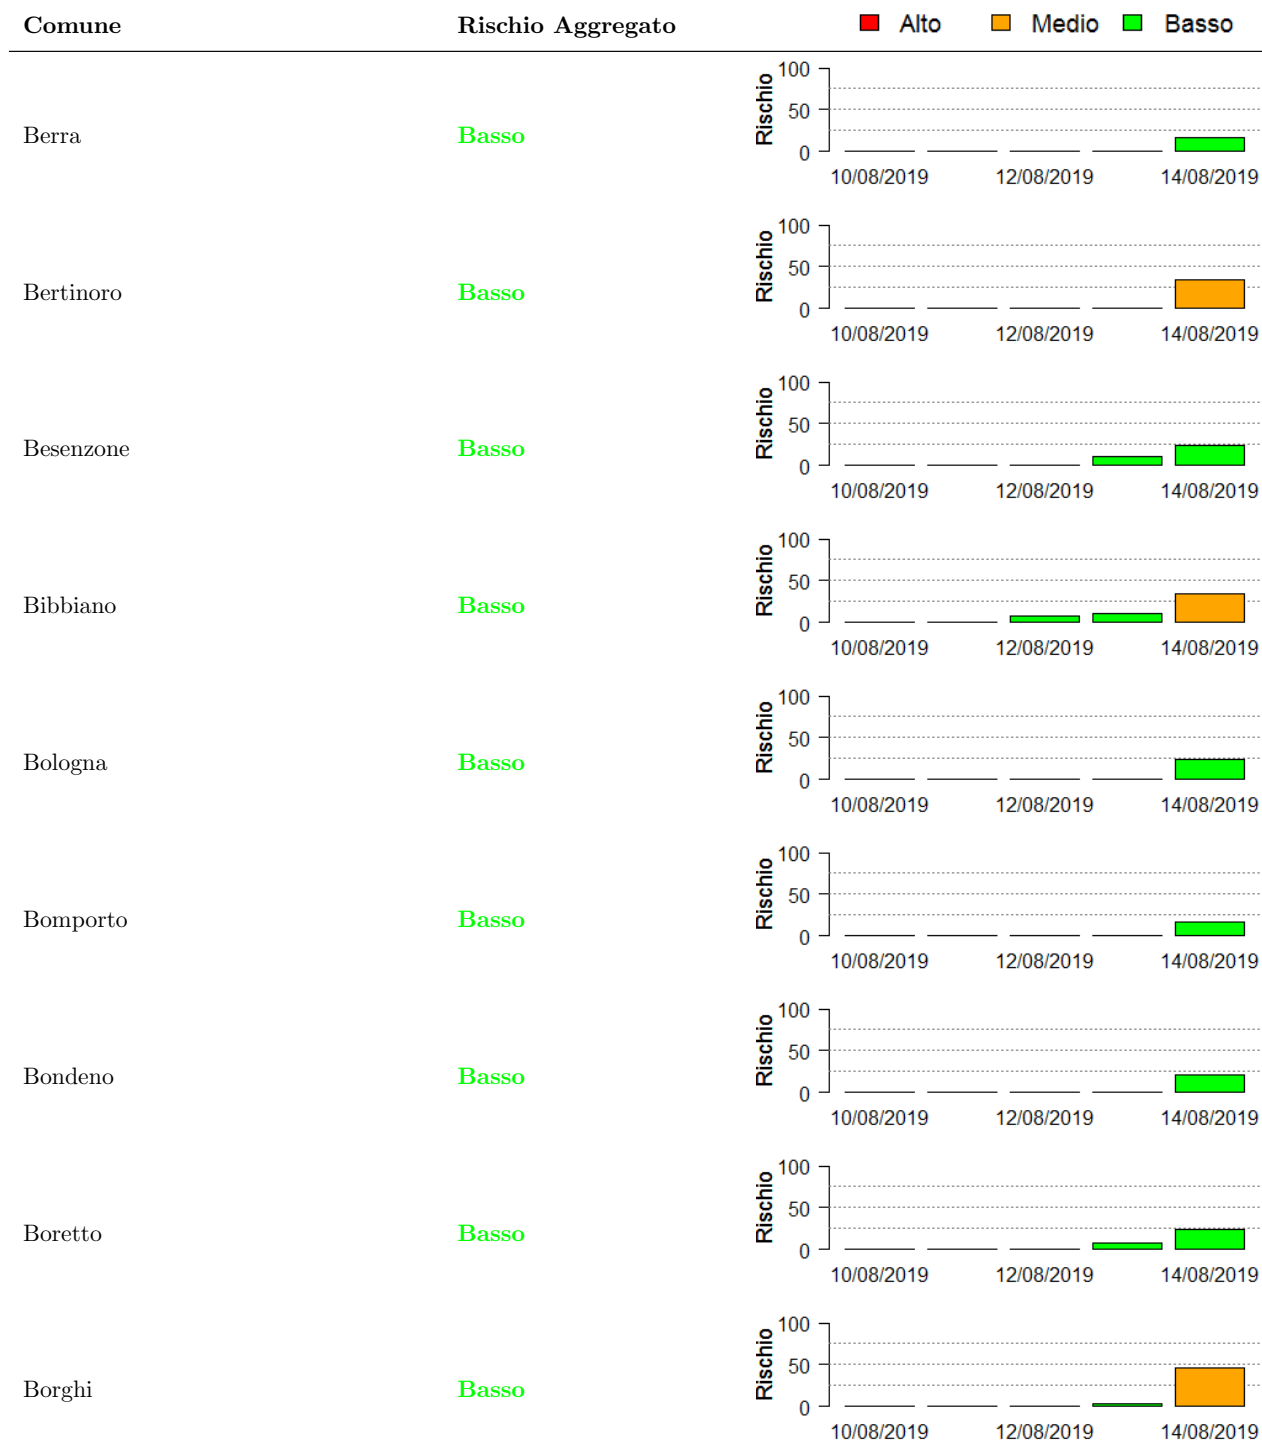 Comune Rischio Aggregato Alto Medio Basso
100
50
0
Rischio
Berra Basso
10/08/2019 12/08/2019 14/08/2019
100
50
0
Rischio
Bertinoro Basso
10/08/2019 12/08/2019 14/08/2019
100
50
0
Rischio
Besenzone Basso
10/08/2019 12/08/2019 14/08/2019
100
50
0
Rischio
Bibbiano Basso
10/08/2019 12/08/2019 14/08/2019
100
50
0
Rischio
Bologna Basso
10/08/2019 12/08/2019 14/08/2019
100
50
0
Rischio
Bomporto Basso
10/08/2019 12/08/2019 14/08/2019
100
50
0
Rischio
Bondeno Basso
10/08/2019 12/08/2019 14/08/2019
100
50
0
Rischio
Boretto Basso
10/08/2019 12/08/2019 14/08/2019
100
50
0
Rischio
Borghi Basso
10/08/2019 12/08/2019 14/08/2019